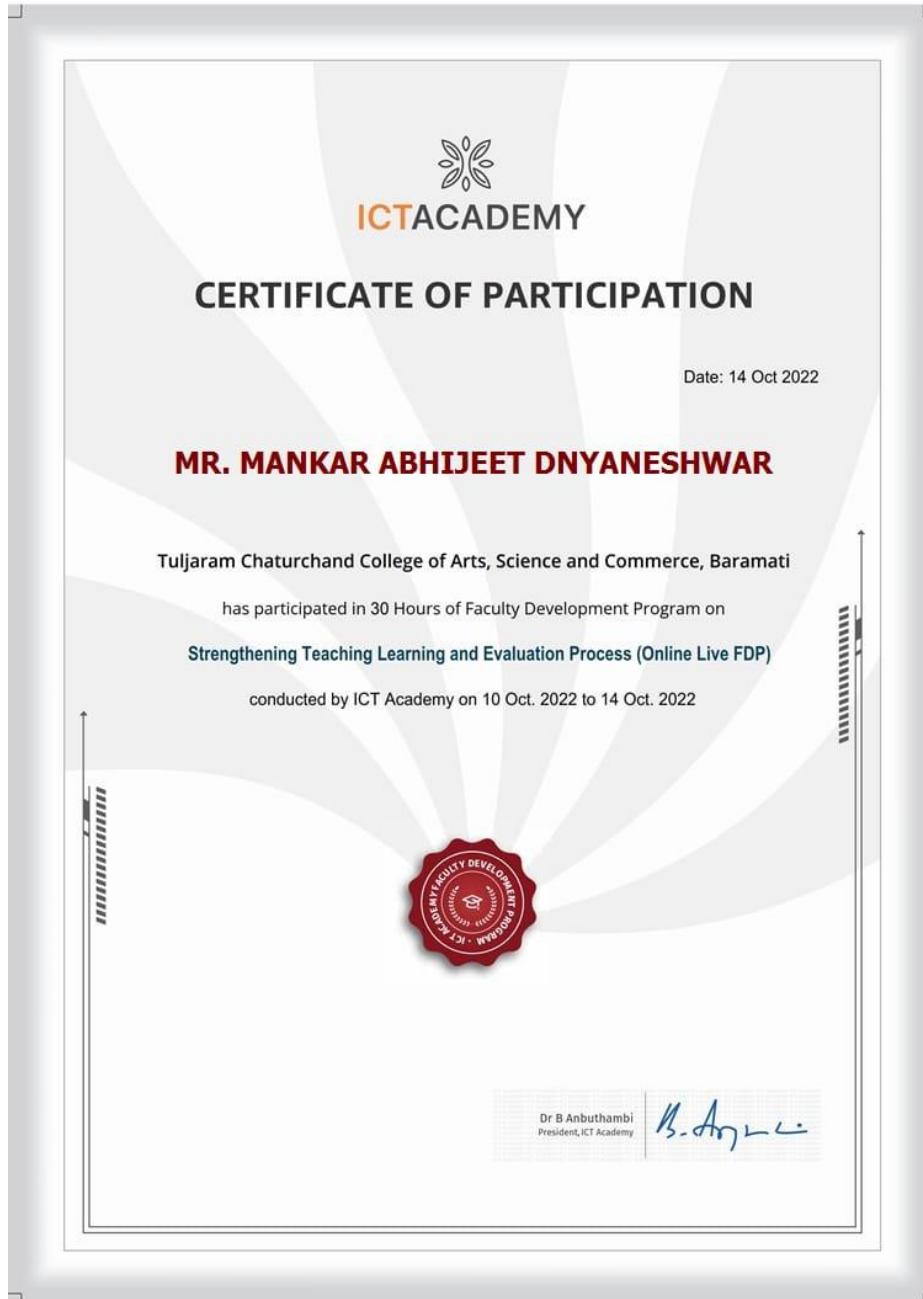 ICTACADEMY
CERTIFICATE OF PARTICIPATION
Date: 14 Oct 2022
MR. MANKAR ABHIJEET DNYANESHWAR
Tuljaram Chaturchand College of Arts, Science and Commerce, Baramati
has participated in 30 Hours of Faculty Development Program on
Strengthening Teaching Learning and Evaluation Process (Online Live FDP)
conducted by ICT Academy on 10 Oct. 2022 to 14 Oct. 2022
ICT ACADEMY FACULTY DEVELOPMENT PROGRAM
Dr B Anbuthambi
President, ICT Academy